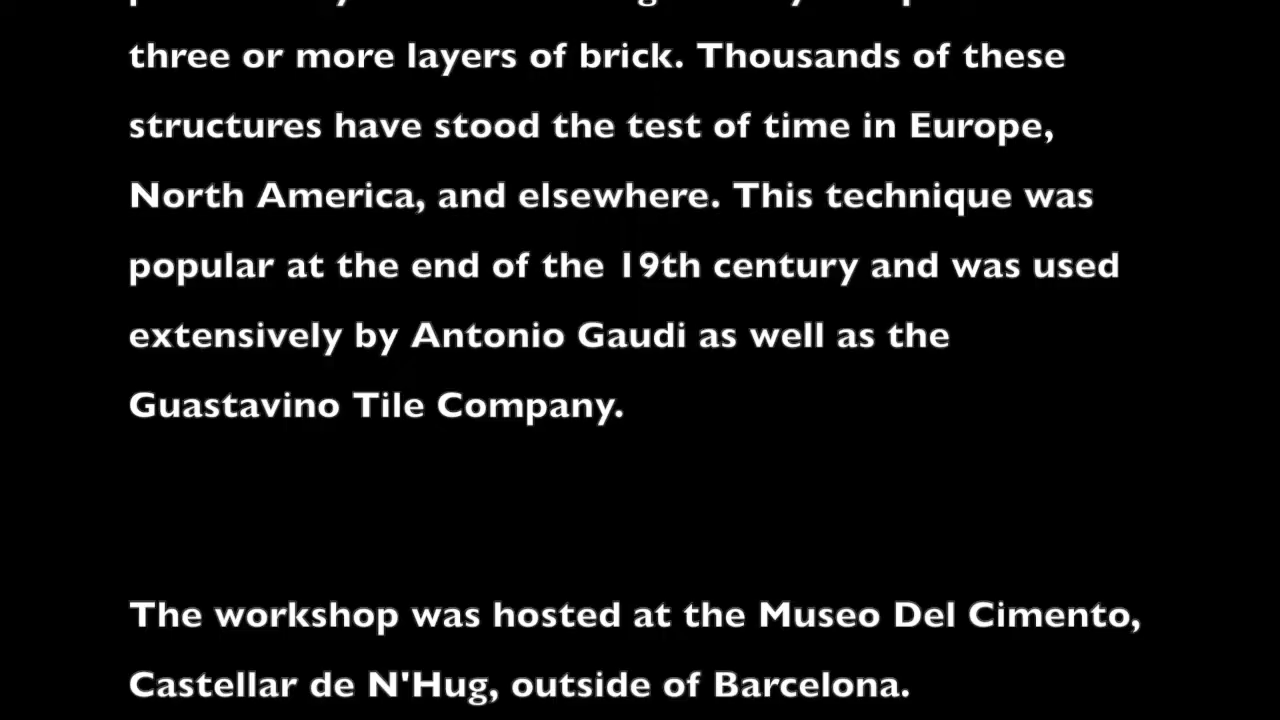 three or more layers of brick. Thousands of these
structures have stood the test of time in Europe,
North America, and elsewhere. This technique was
popular at the end of the 19th century and was used
extensively by Antonio Gaudi as well as the
Guastavino Tile Company.
The workshop was hosted at the Museo Del Cimento,
Castellar de N'Hug, outside of Barcelona.